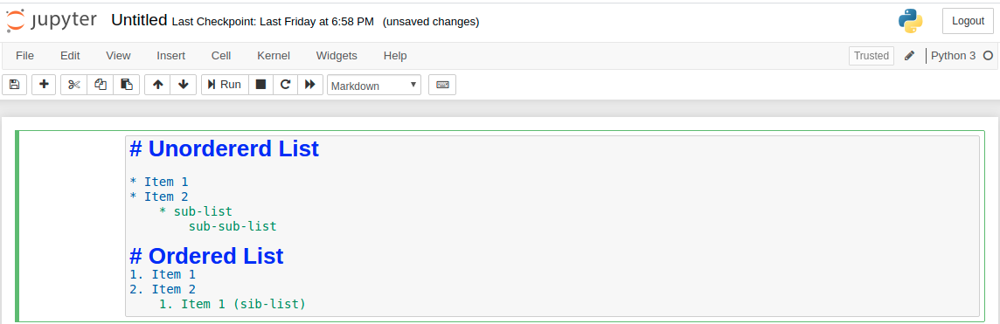 jupyter Untitled Last Checkpoint: Last Friday at 6:58 PM (unsaved changes) Logout
File Edit View Insert Cell Kernel Widgets Help Trusted Python 3
Run Markdown
# Unordererd List
* Item 1
* Item 2
* sub-list
sub-sub-list
# Ordered List
1. Item 1
2. Item 2
1. Item 1 (sib-list)